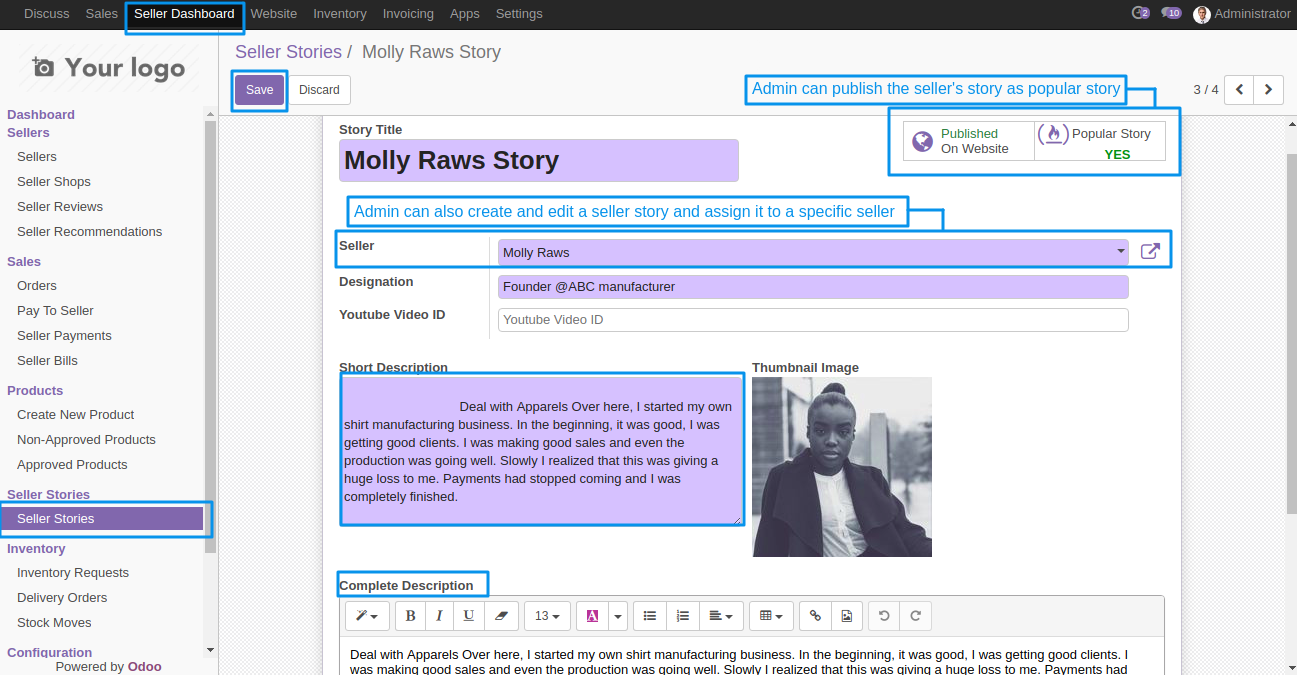 Discuss Sales Seller Dashboard Website Inventory Invoicing Apps Settings 2 10 Administrator
Your logo
Dashboard
Sellers
Sellers
Seller Shops
Seller Reviews
Seller Recommendations
Sales
Orders
Pay To Seller
Seller Payments
Seller Bills
Products
Create New Product
Non-Approved Products
Approved Products
Seller Stories
Seller Stories
Inventory
Inventory Requests
Delivery Orders
Stock Moves
Configuration
Powered by Odoo
Seller Stories / Molly Raws Story
Save Discard
Admin can publish the seller's story as popular story
3 / 4
Story Title
Molly Raws Story
Published
On Website
Popular Story
YES
Admin can also create and edit a seller story and assign it to a specific seller
Seller Molly Raws
Designation Founder @ABC manufacturer
Youtube Video ID Youtube Video ID
Short Description
Deal with Apparels Over here, I started my own
shirt manufacturing business. In the beginning, it was good, I was
getting good clients. I was making good sales and even the
production was going well. Slowly I realized that this was giving a
huge loss to me. Payments had stopped coming and I was
completely finished.
Thumbnail Image
Complete Description
B I U 13 A
Deal with Apparels Over here, I started my own shirt manufacturing business. In the beginning, it was good, I was getting good clients. I
was making good sales and even the production was going well. Slowly I realized that this was giving a huge loss to me. Payments had